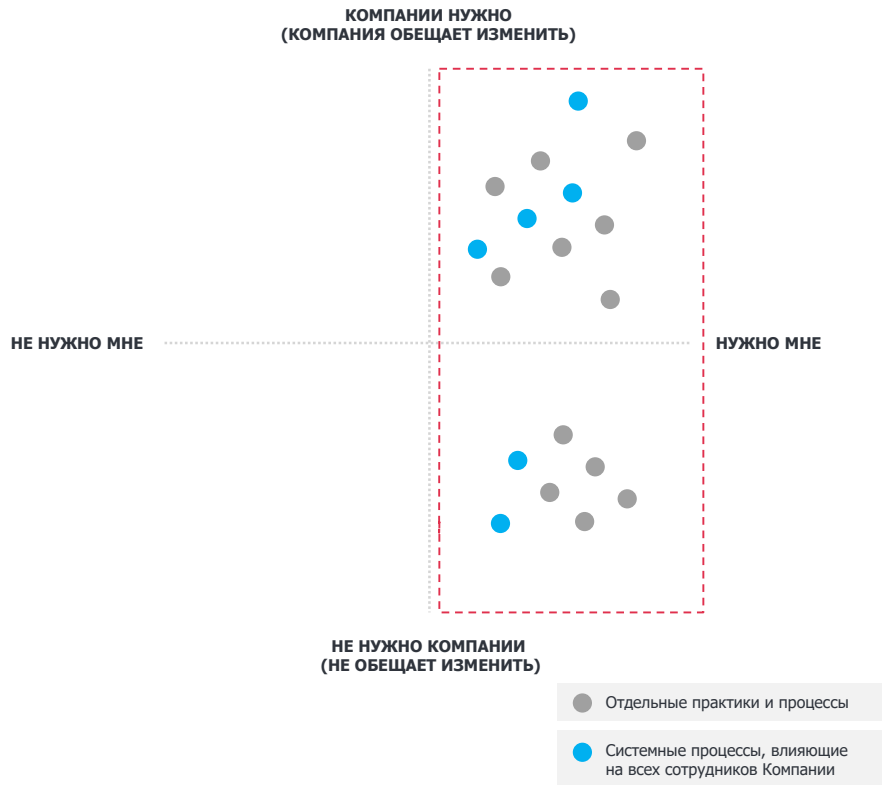 КОМПАНИИ НУЖНО
(КОМПАНИЯ ОБЕЩАЕТ ИЗМЕНИТЬ)
НЕ НУЖНО МНЕ
НУЖНО МНЕ
НЕ НУЖНО КОМПАНИИ
(НЕ ОБЕЩАЕТ ИЗМЕНИТЬ)
Отдельные практики и процессы
Системные процессы, влияющие
на всех сотрудников Компании